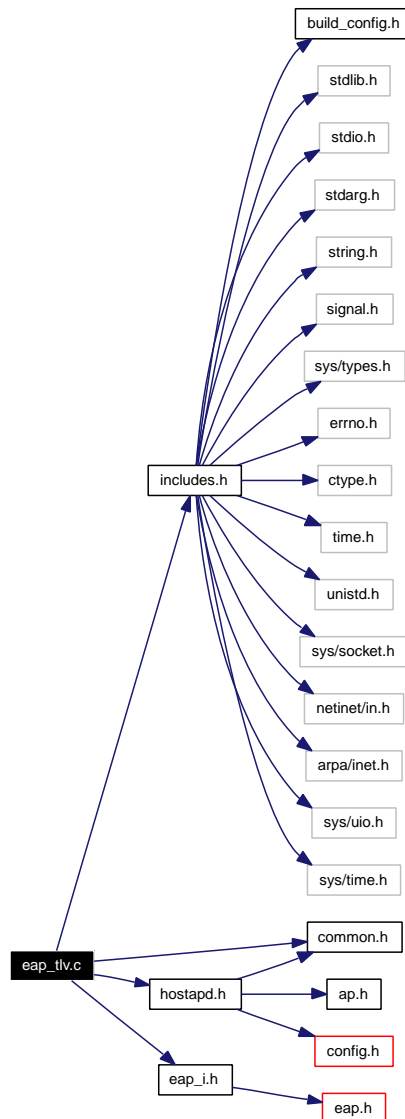 build_config.h
stdlib.h
stdio.h
stdarg.h
string.h
signal.h
sys/types.h
errno.h
includes.h
ctype.h
time.h
unistd.h
sys/socket.h
netinet/in.h
arpa/inet.h
sys/uio.h
sys/time.h
common.h
eap_tlv.c
hostapd.h
ap.h
config.h
eap_i.h
eap.h